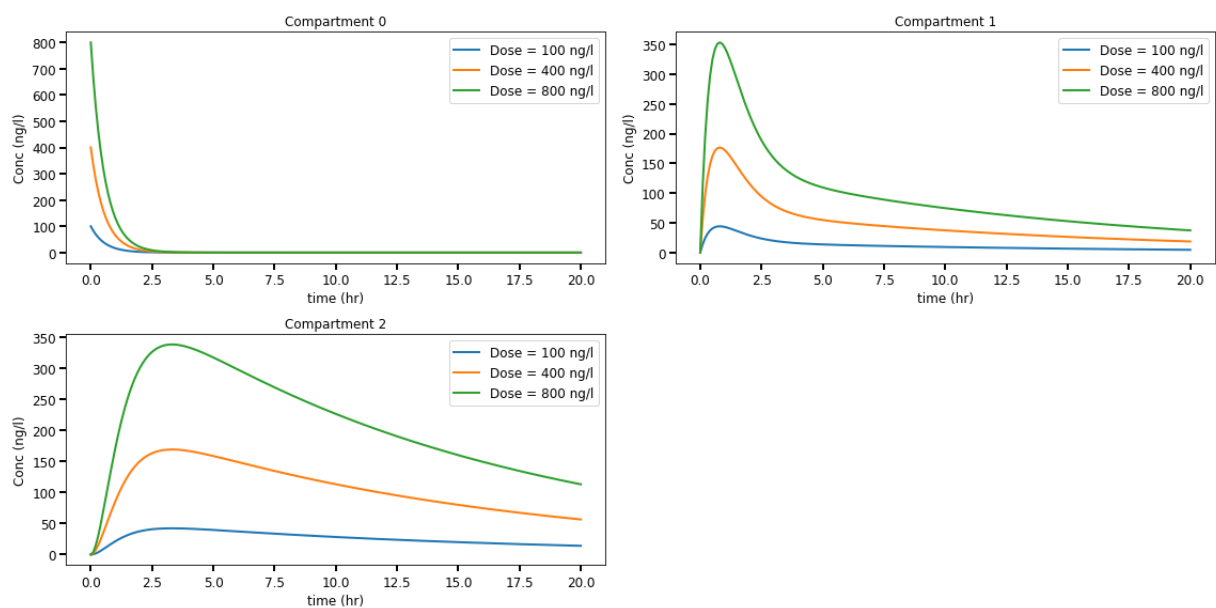 Compartment 0
800
700
600
500
400
300
200
100
0
Conc (ng/l)
Dose = 100 ng/l
Dose = 400 ng/l
Dose = 800 ng/l
0.0 2.5 5.0 7.5 10.0 12.5 15.0 17.5 20.0
time (hr)
Compartment 1
350
300
250
200
150
100
50
0
Conc (ng/l)
Dose = 100 ng/l
Dose = 400 ng/l
Dose = 800 ng/l
0.0 2.5 5.0 7.5 10.0 12.5 15.0 17.5 20.0
time (hr)
Compartment 2
350
300
250
200
150
100
50
0
Conc (ng/l)
Dose = 100 ng/l
Dose = 400 ng/l
Dose = 800 ng/l
0.0 2.5 5.0 7.5 10.0 12.5 15.0 17.5 20.0
time (hr)